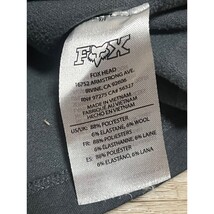 FOX
FOX HEAD
16752 ARMSTRONG AVE.
IRVINE, CA 92606
RN# 97275 CA# 56327
MADE IN VIETNAM
FABRIQUÉ AU VIETNAM
HECHO EN VIETNAM
US/UK: 88% POLYESTER
6% ELASTANE, 6% WOOL
FR: 88% POLYESTER
6% ÉLASTHANNE, 6% LAINE
ES: 88% POLIÉSTER
6% ELASTANO, 6% LANA